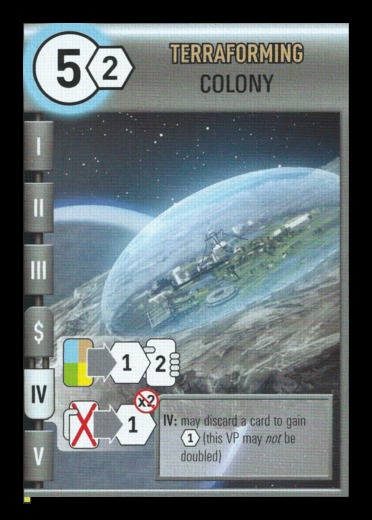 5 2
TERRAFORMING
COLONY
I
II
III
$
IV
1 2
x2
1
V
IV: may discard a card to gain
1 (this VP may not be
doubled)